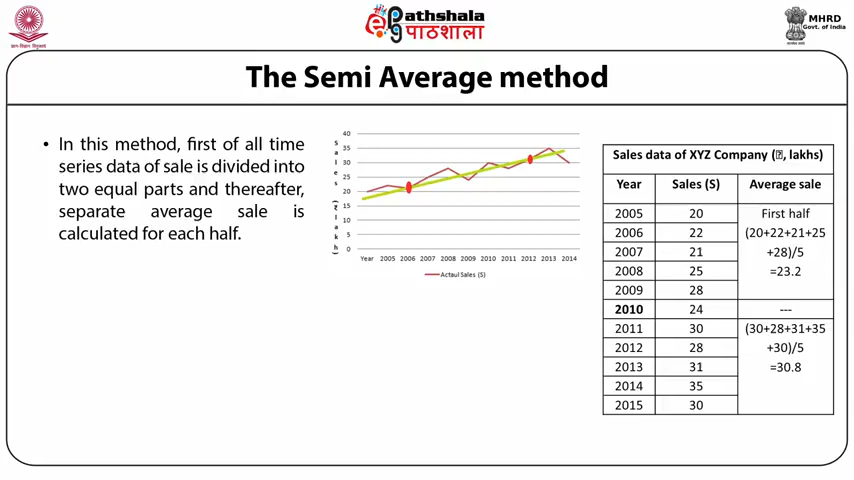 Pathshala
पाठशाला
MHRD
Govt. of India
The Semi Average method
• In this method, first of all time
series data of sale is divided into
two equal parts and thereafter,
separate average sale is
calculated for each half.
40
35
30
25
20
15
10
5
0
Year 2005 2006 2007 2008 2009 2010 2011 2012 2013 2014
Actaul Sales (S)
Sales data of XYZ Company (, lakhs)
Year Sales (S) Average sale
2005 20 First half
2006 22 (20+22+21+25
2007 21 +28)/5
2008 25 =23.2
2009 28
2010 24 ---
2011 30 (30+28+31+35
2012 28 +30)/5
2013 31 =30.8
2014 35
2015 30